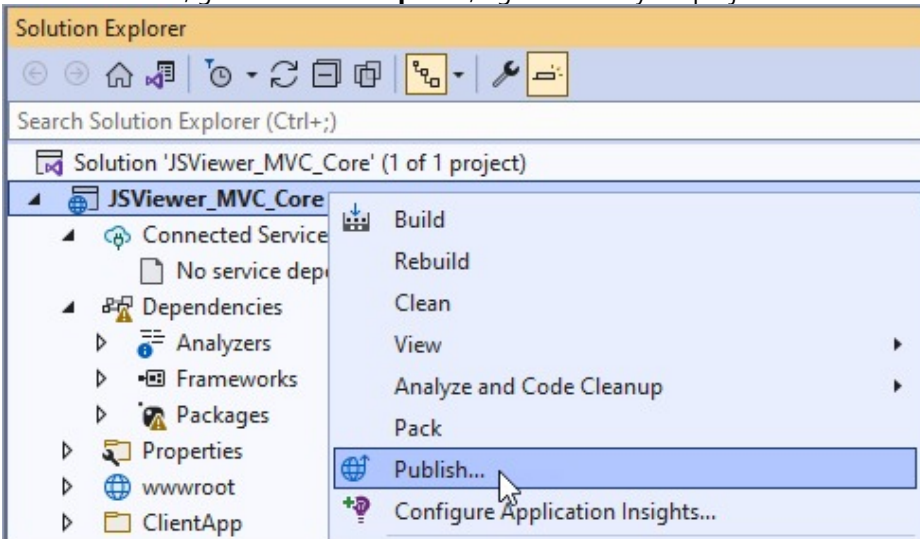 Solution Explorer
Search Solution Explorer (Ctrl+;)
Solution 'JSViewer_MVC_Core' (1 of 1 project)
JSViewer_MVC_Core
Build
Connected Service
No service dep
Rebuild
Clean
Dependencies
Analyzers
View
Frameworks
Analyze and Code Cleanup
Packages
Pack
Properties
Publish...
wwwroot
Configure Application Insights...
ClientApp